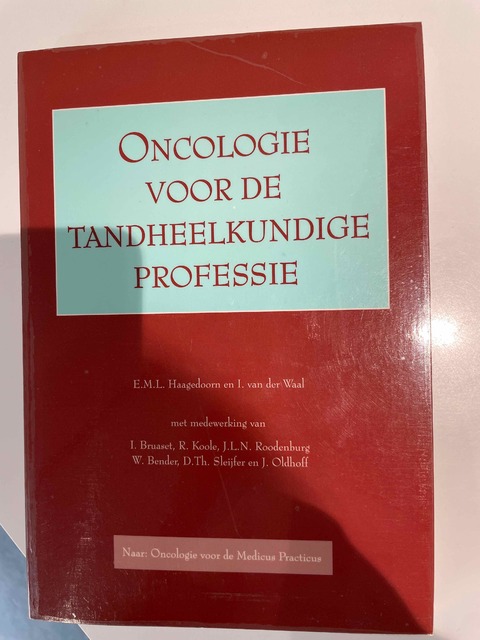 ONCOLOGIE
VOOR DE
TANDHEELKUNDIGE
PROFESSIE
E.M.L. Haagedoorn en I. van der Waal
met medewerking van
I. Bruaset, R. Koole, J.L.N. Roodenburg
W. Bender, D.Th. Sleijfer en J. Oldhoff
Naar: Oncologie voor de Medicus Practicus